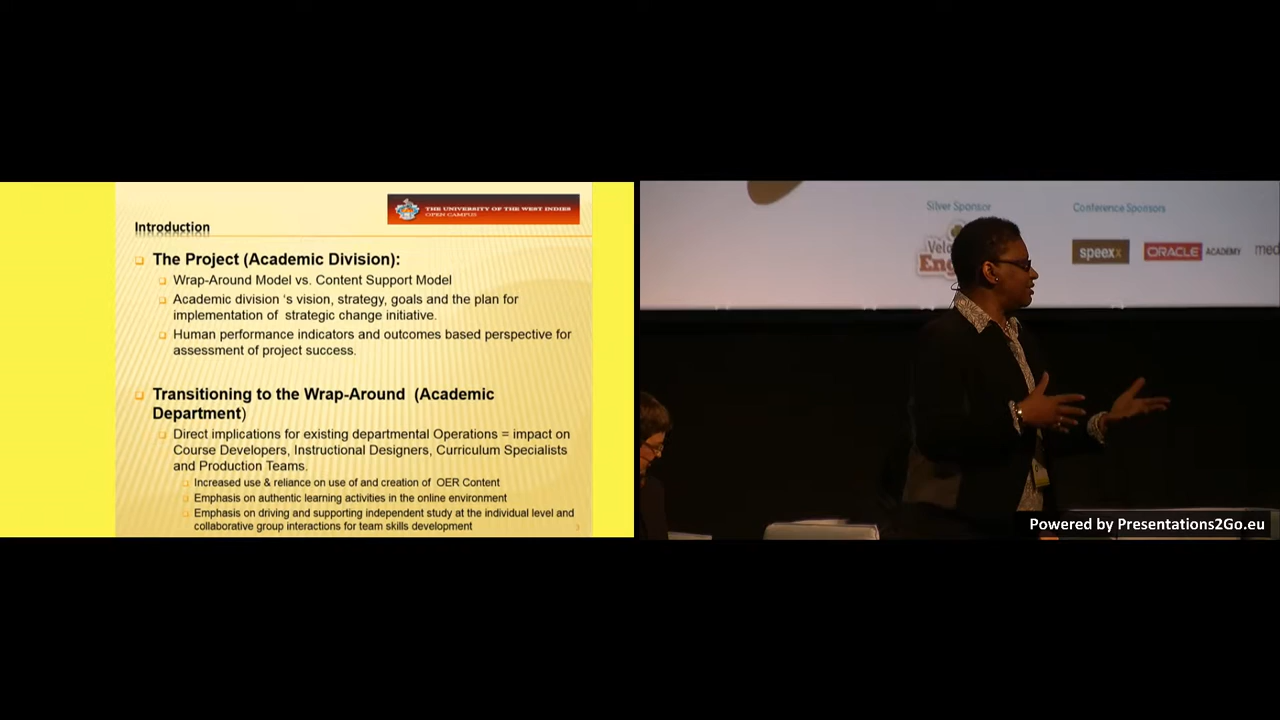 THE UNIVERSITY OF THE WEST INDIES
OPEN CAMPUS
Introduction
The Project (Academic Division):
Wrap-Around Model vs. Content Support Model
Academic division ‘s vision, strategy, goals and the plan for
implementation of strategic change initiative.
Human performance indicators and outcomes based perspective for
assessment of project success.
Transitioning to the Wrap-Around (Academic
Department)
Direct implications for existing departmental Operations = impact on
Course Developers, Instructional Designers, Curriculum Specialists
and Production Teams.
Increased use & reliance on use of and creation of OER Content
Emphasis on authentic learning activities in the online environment
Emphasis on driving and supporting independent study at the individual level and
collaborative group interactions for team skills development
3
Silver Sponsor
Conference Sponsors
speexx
ORACLE ACADEMY
Powered by Presentations2Go.eu